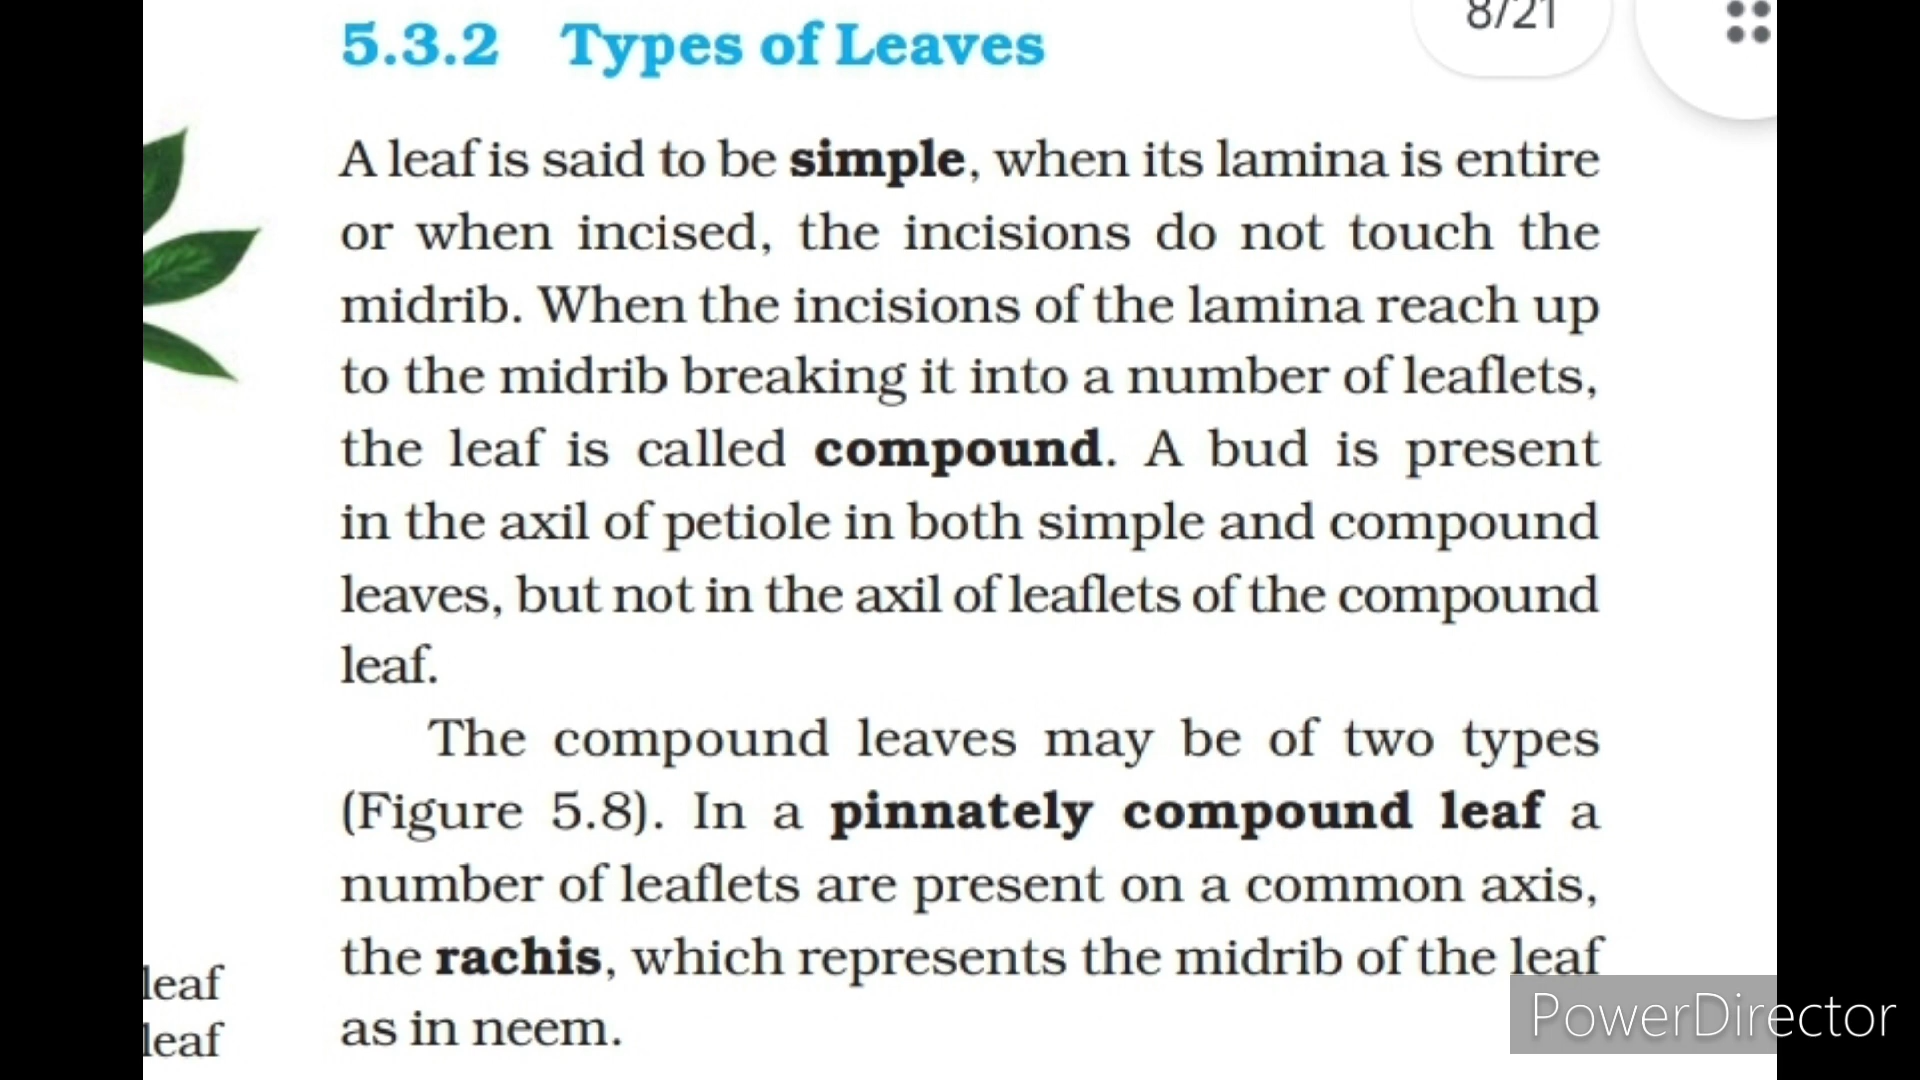 5.3.2 Types of Leaves
8/21
A leaf is said to be simple, when its lamina is entire
or when incised, the incisions do not touch the
midrib. When the incisions of the lamina reach up
to the midrib breaking it into a number of leaflets,
the leaf is called compound. A bud is present
in the axil of petiole in both simple and compound
leaves, but not in the axil of leaflets of the compound
leaf.
The compound leaves may be of two types
(Figure 5.8). In a pinnately compound leaf a
number of leaflets are present on a common axis,
the rachis, which represents the midrib of the leaf
as in neem.
leaf
leaf
PowerDirector